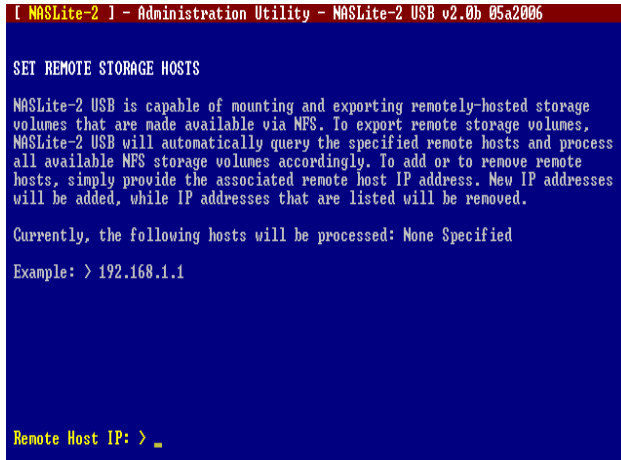 [ NASLite-2 ] - Administration Utility - NASLite-2 USB v2.0b 05a2006
SET REMOTE STORAGE HOSTS
NASLite-2 USB is capable of mounting and exporting remotely-hosted storage
volumes that are made available via NFS. To export remote storage volumes,
NASLite-2 USB will automatically query the specified remote hosts and process
all available NFS storage volumes accordingly. To add or to remove remote
hosts, simply provide the associated remote host IP address. New IP addresses
will be added, while IP addresses that are listed will be removed.
Currently, the following hosts will be processed: None Specified
Example: > 192.168.1.1
Remote Host IP: > _